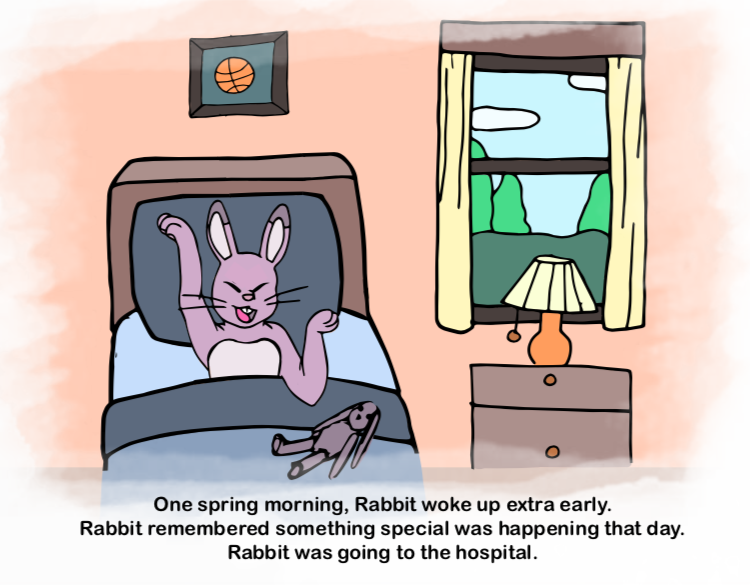 One spring morning, Rabbit woke up extra early.
Rabbit remembered something special was happening that day.
Rabbit was going to the hospital.